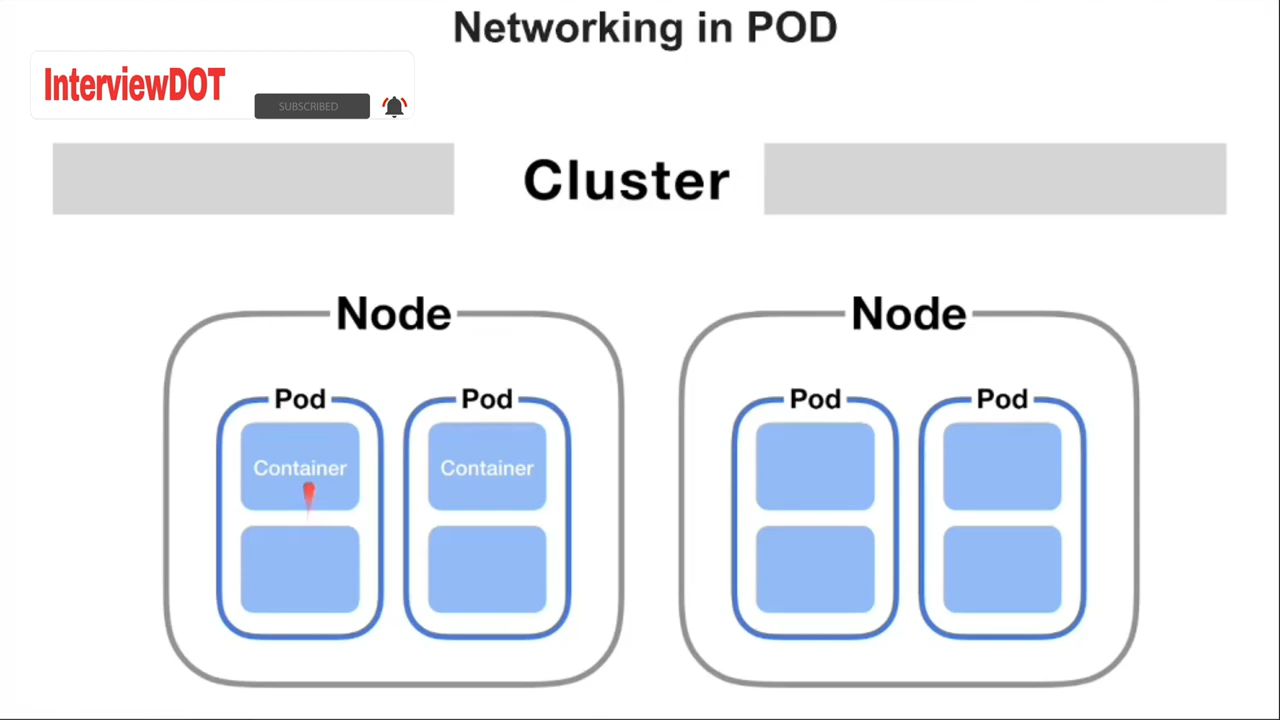 Networking in POD
InterviewDOT
SUBSCRIBED
Cluster
Node
Node
Pod
Pod
Pod
Pod
Container
Container